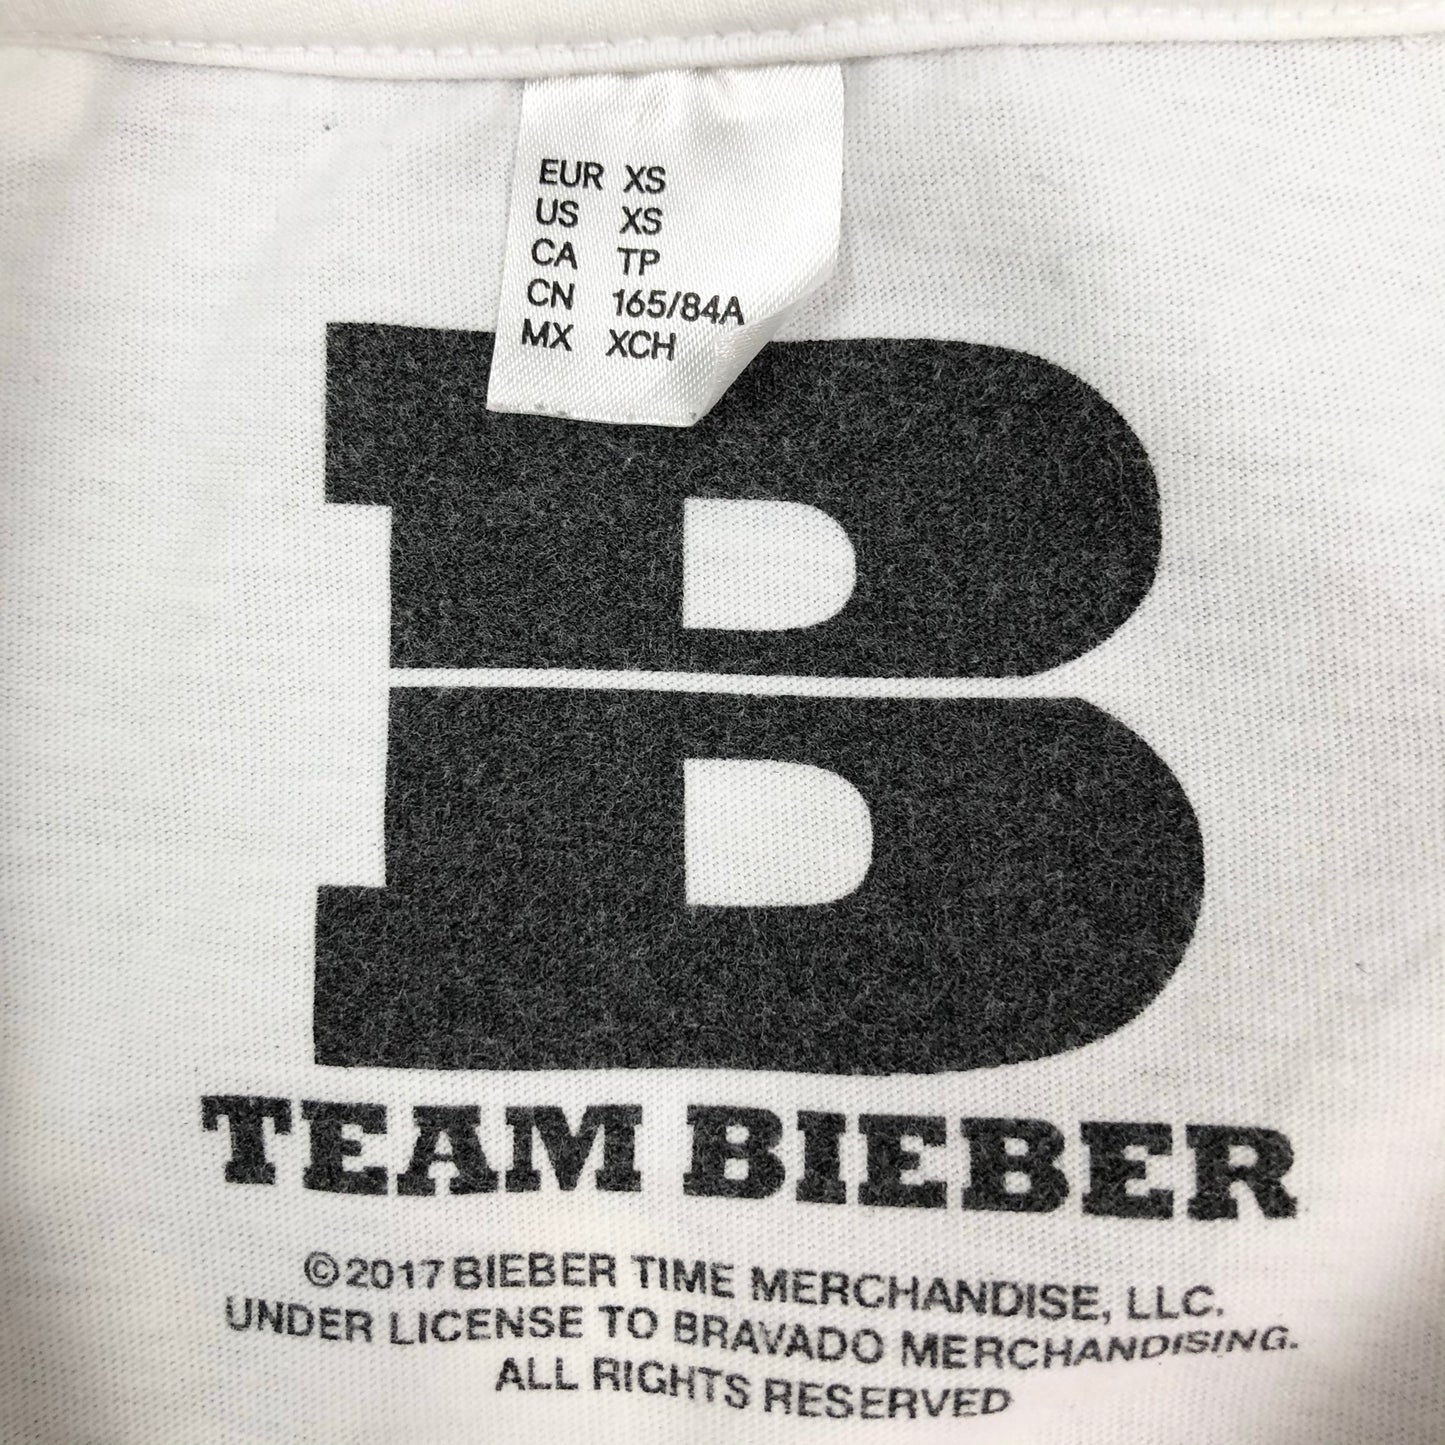 EUR XS
US XS
CA TP
CN 165/84A
MX XCH
B
TEAM BIEBER
©2017 BIEBER TIME MERCHANDISE, LLC.
UNDER LICENSE TO BRAVADO MERCHANDISING.
ALL RIGHTS RESERVED